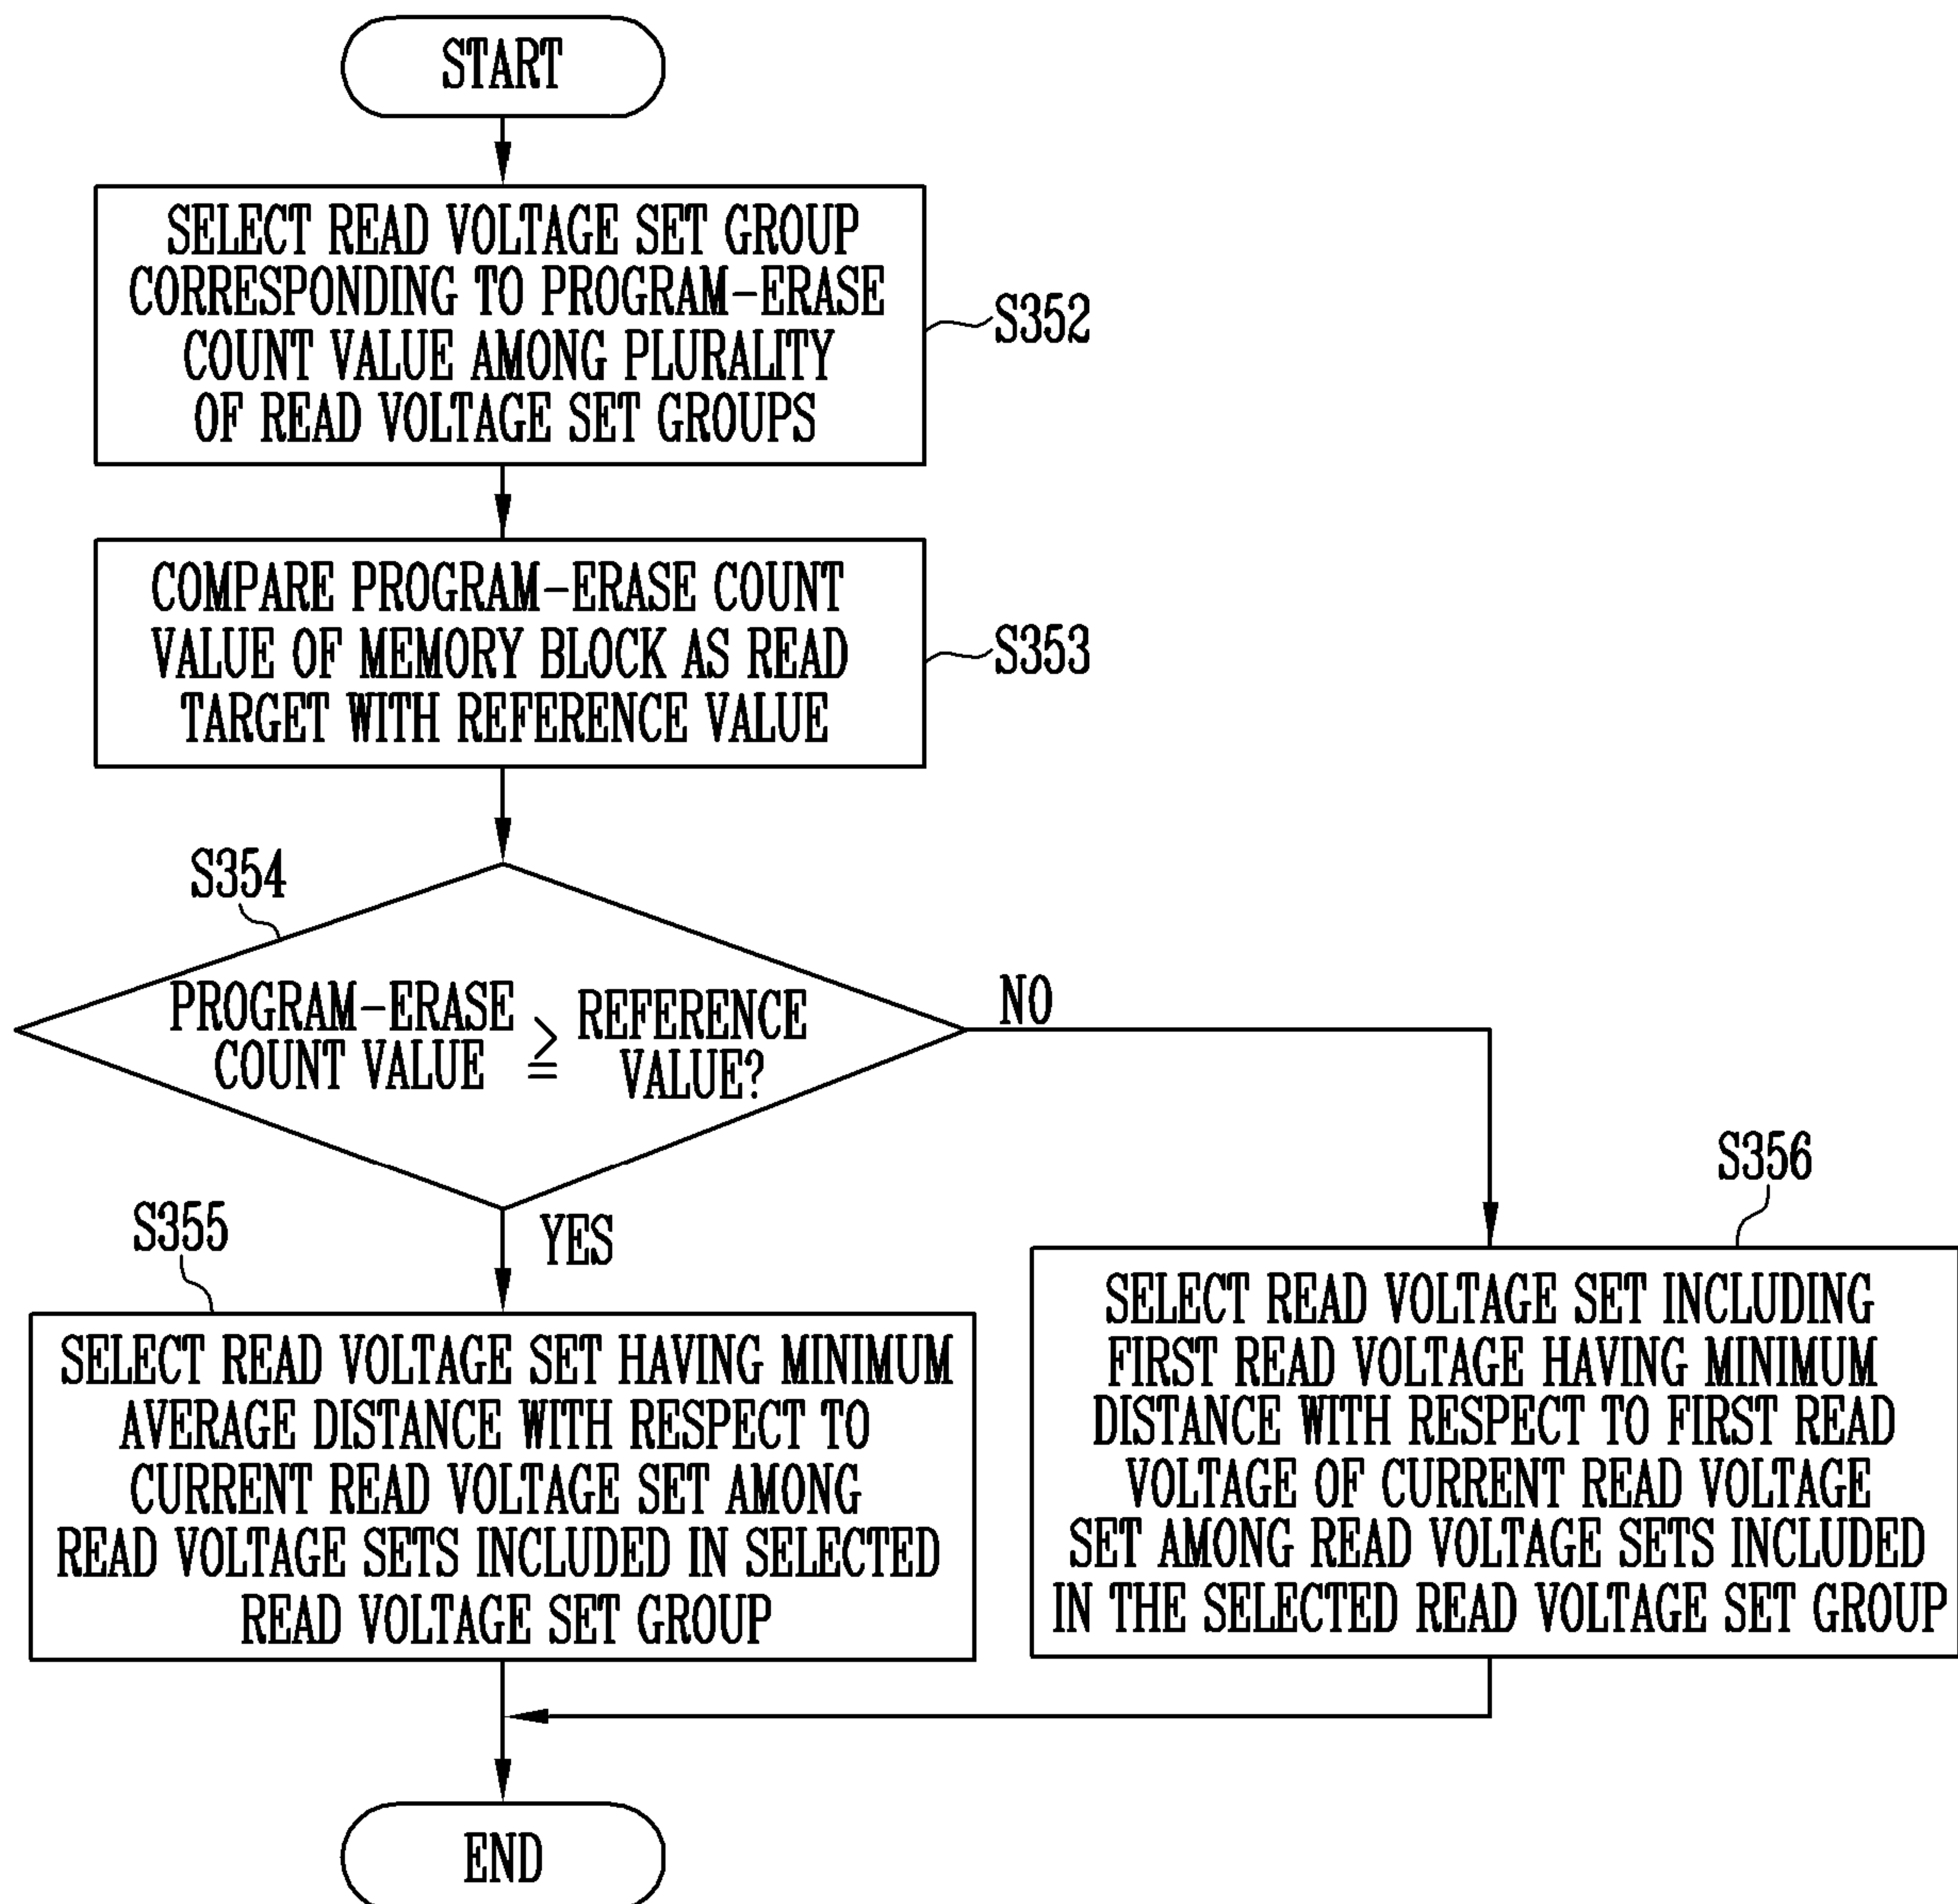 START
SELECT READ VOLTAGE SET GROUP
CORRESPONDING TO PROGRAM-ERASE
COUNT VALUE AMONG PLURALITY
OF READ VOLTAGE SET GROUPS
S352
COMPARE PROGRAM-ERASE COUNT
VALUE OF MEMORY BLOCK AS READ
TARGET WITH REFERENCE VALUE
S353
S354
PROGRAM-ERASE
COUNT VALUE
≧
REFERENCE
VALUE?
NO
YES
S355
SELECT READ VOLTAGE SET HAVING MINIMUM
AVERAGE DISTANCE WITH RESPECT TO
CURRENT READ VOLTAGE SET AMONG
READ VOLTAGE SETS INCLUDED IN SELECTED
READ VOLTAGE SET GROUP
S356
SELECT READ VOLTAGE SET INCLUDING
FIRST READ VOLTAGE HAVING MINIMUM
DISTANCE WITH RESPECT TO FIRST READ
VOLTAGE OF CURRENT READ VOLTAGE
SET AMONG READ VOLTAGE SETS INCLUDED
IN THE SELECTED READ VOLTAGE SET GROUP
END